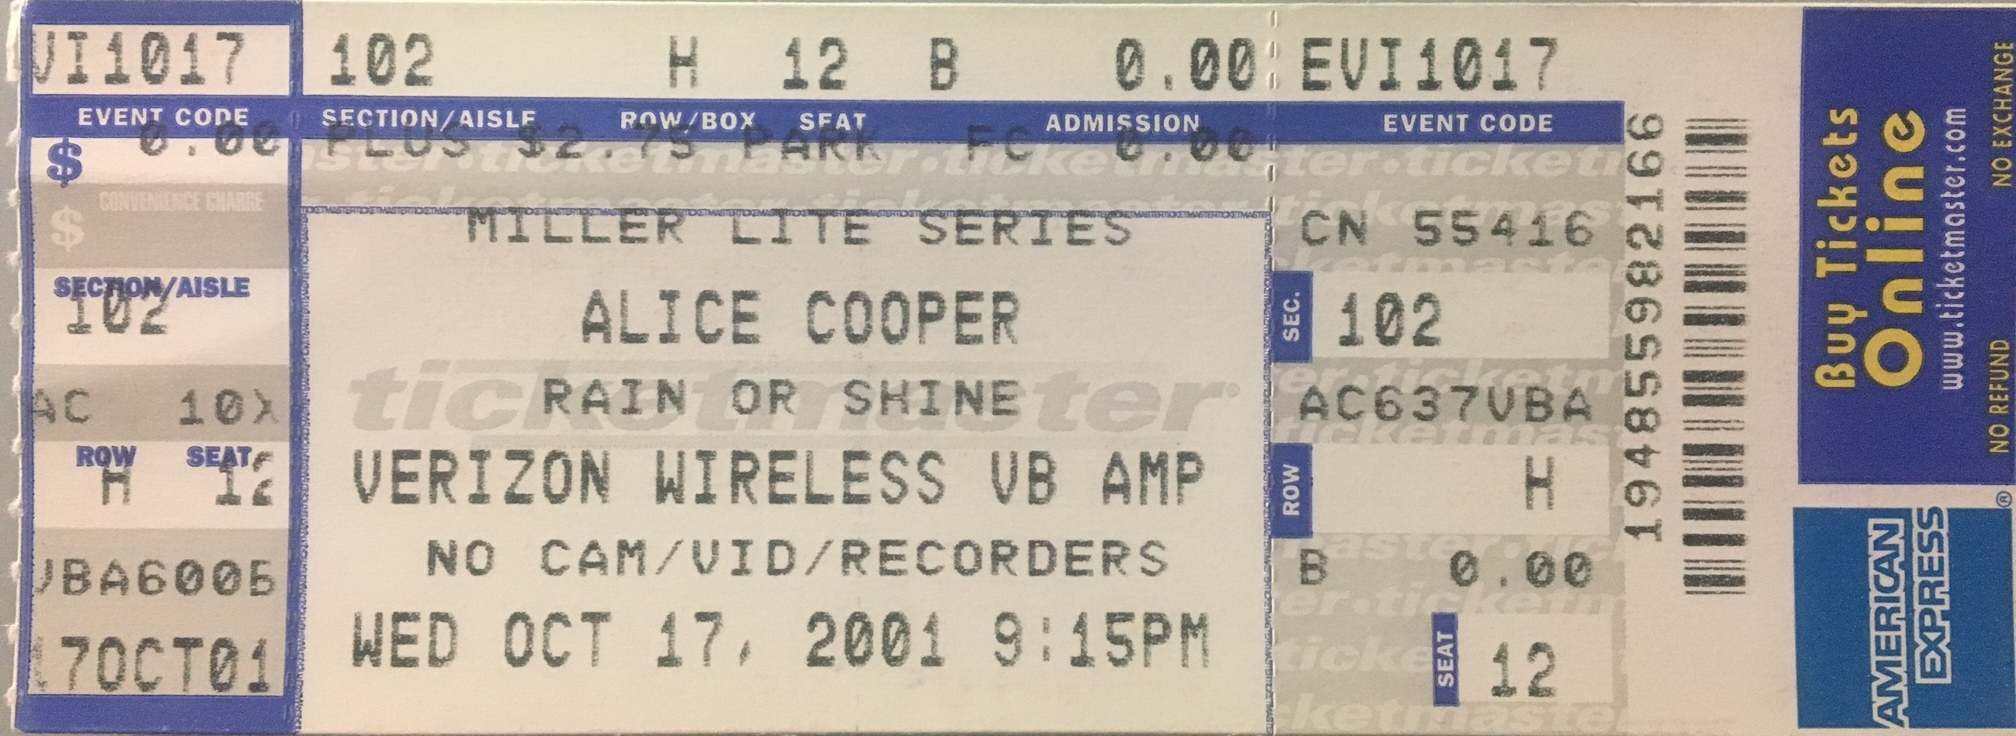 VI1017
EVENT CODE
$ 0.00
CONVENIENCE CHARGE
$
SECTION/AISLE
102
AC 10X
ROW SEAT
H 12
VBA6006
17OCT01
102 H 12 B 0.00 EVI1017
SECTION/AISLE ROW/BOX SEAT ADMISSION EVENT CODE
PLUS $2.75 PARK FC 0.00
MILLER LITE SERIES
ALICE COOPER
ticketmaster
RAIN OR SHINE
VERIZON WIRELESS VB AMP
NO CAM/VID/RECORDERS
WED OCT 17, 2001 9:15PM
CN 55416
SEC. 102
AC637VBA
ROW H
B 0.00
SEAT 12
1948559982166
Buy Tickets
Online
www.ticketmaster.com
NO REFUND NO EXCHANGE
AMERICAN
EXPRESS®